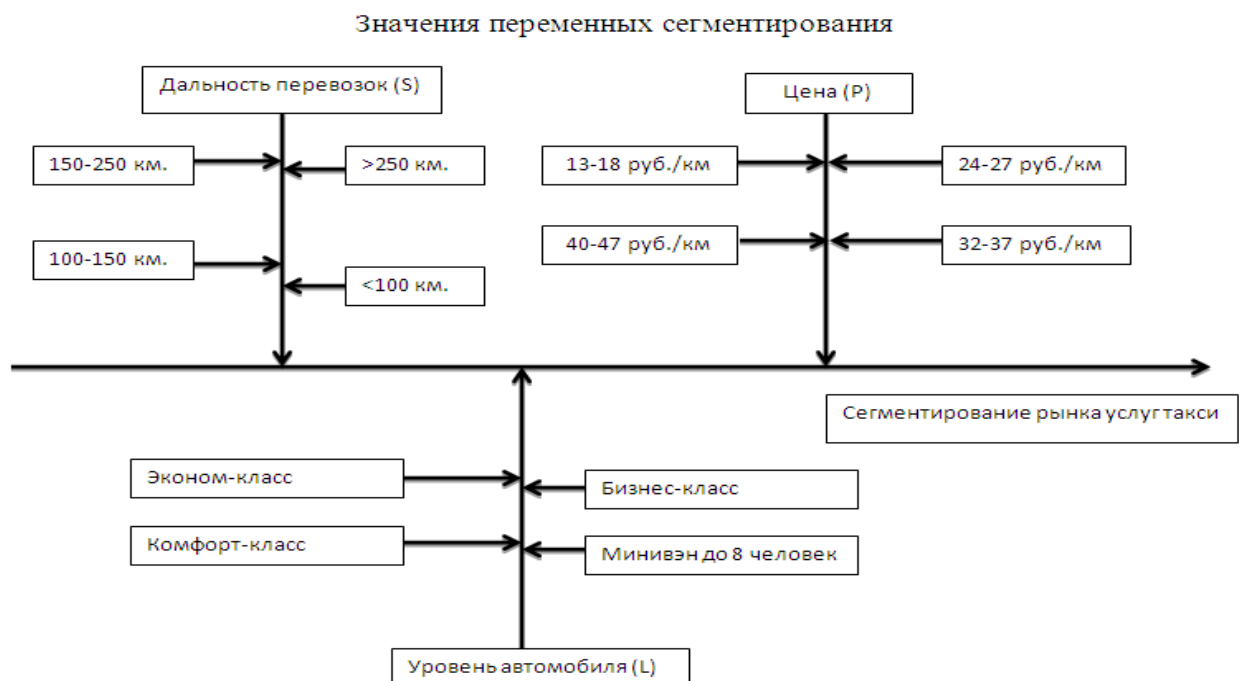 Значения переменных сегментирования
Дальность перевозок (S)
Цена (P)
150-250 км.
>250 км.
13-18 руб./км
24-27 руб./км
100-150 км.
<100 км.
40-47 руб./км
32-37 руб./км
Сегментирование рынка услуг такси
Эконом-класс
Бизнес-класс
Комфорт-класс
Минивэн до 8 человек
Уровень автомобиля (L)